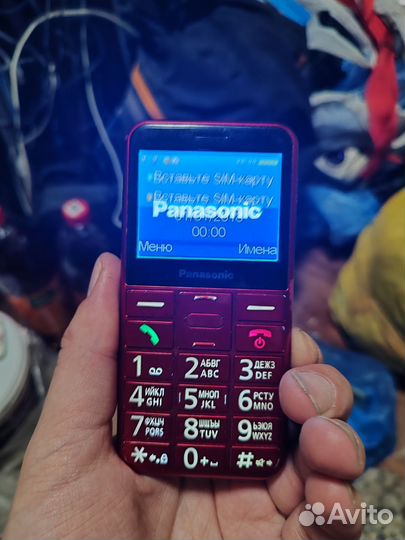 Вставьте SIM-карту
Вставьте SIM-карту
Panasonic
00:00
Меню Имена
Panasonic
1 2 АБВГ ABC 3 ДЕЖЗ DEF
4 ИЙКЛ GHI 5 МНОП JKL 6 РСТУ MNO
7 ФХЦЧ PQRS 8 ШЩЪЫ TUV 9 ЬЭЮЯ WXYZ
* 0 + #
Avito